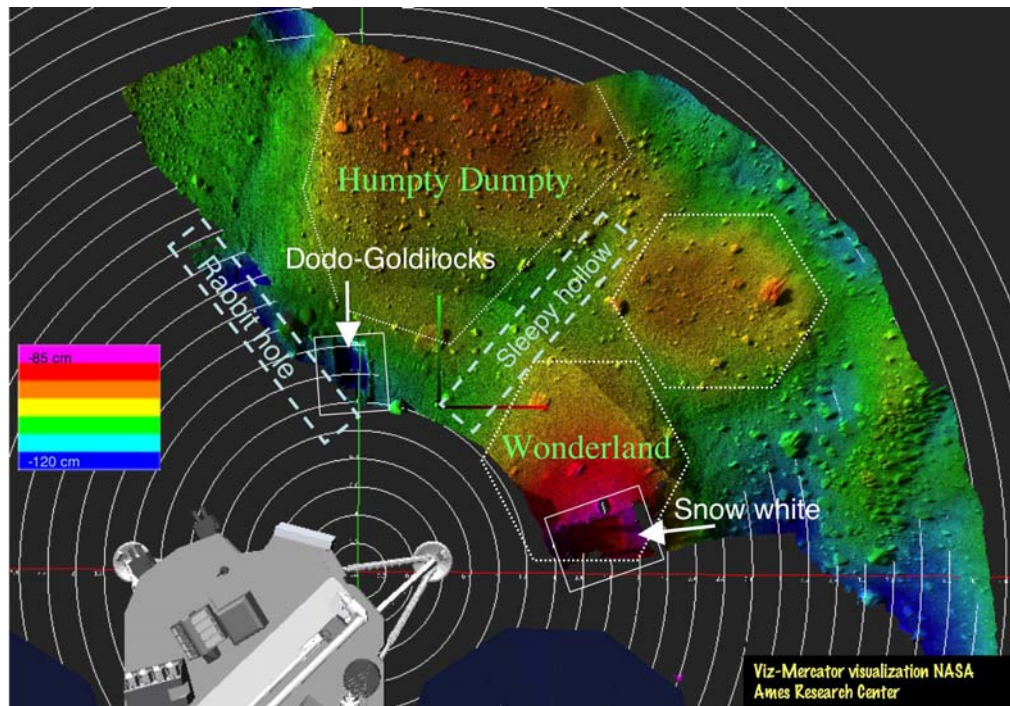 Humpty Dumpty
Dodo-Goldilocks
Rabbit hole
Sleepy hollow
-85 cm
-120 cm
Wonderland
Snow white
Viz-Mercator visualization NASA
Ames Research Center